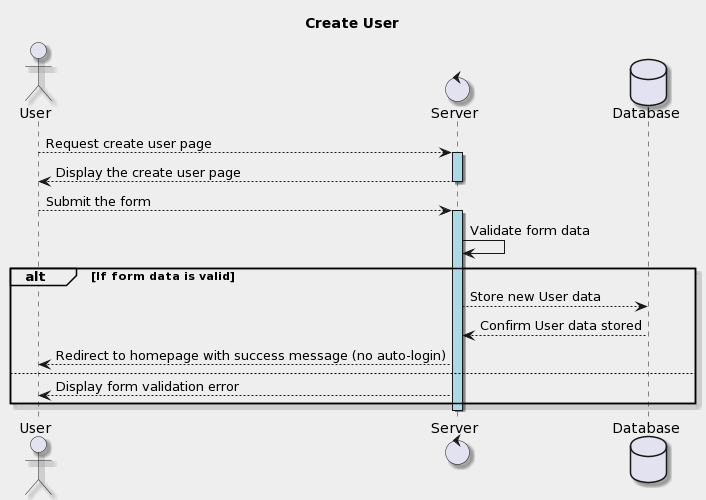 Create User
User
Server
Database
Request create user page
Display the create user page
Submit the form
Validate form data
alt
[If form data is valid]
Store new User data
Confirm User data stored
Redirect to homepage with success message (no auto-login)
Display form validation error
User
Server
Database